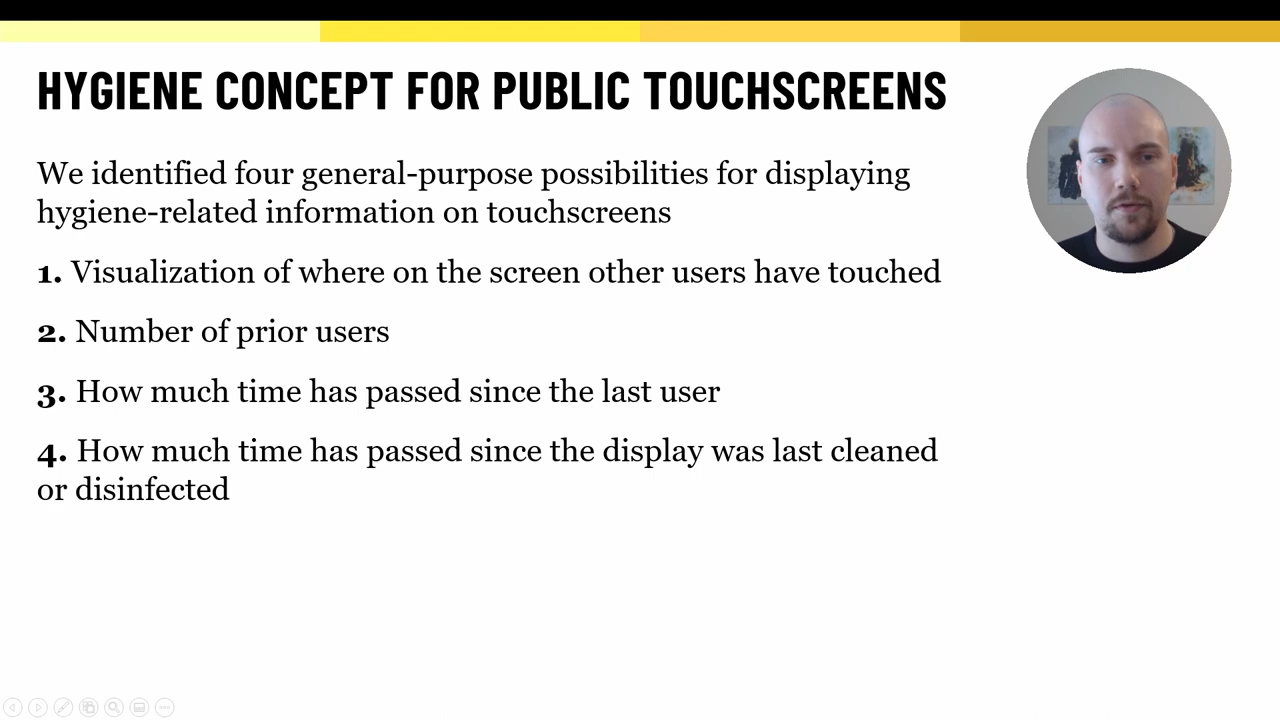 HYGIENE CONCEPT FOR PUBLIC TOUCHSCREENS
We identified four general-purpose possibilities for displaying
hygiene-related information on touchscreens
1. Visualization of where on the screen other users have touched
2. Number of prior users
3. How much time has passed since the last user
4. How much time has passed since the display was last cleaned
or disinfected